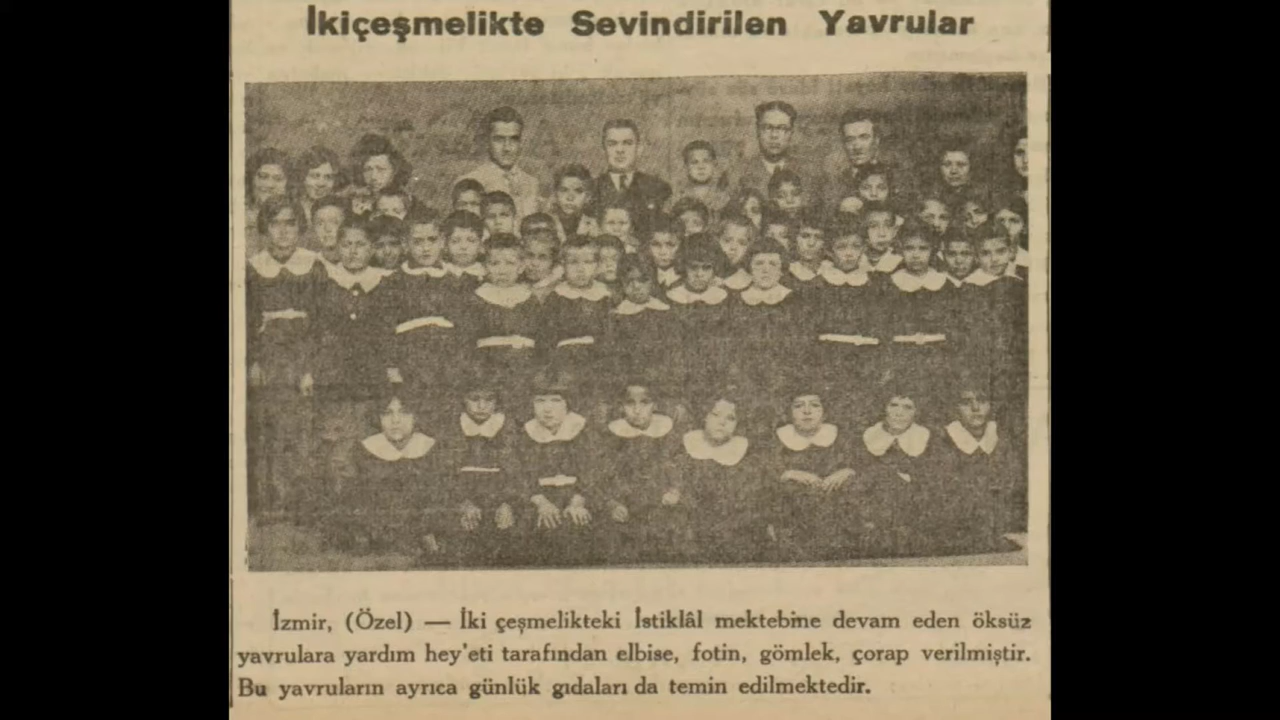 İkiçeşmelikte Sevindirilen Yavrular
İzmir, (Özel) — İki çeşmelikteki İstiklâl mektebine devam eden öksüz
yavrulara yardım hey'eti tarafından elbise, fotin, gömlek, çorap verilmiştir.
Bu yavruların ayrıca günlük gıdaları da temin edilmektedir.